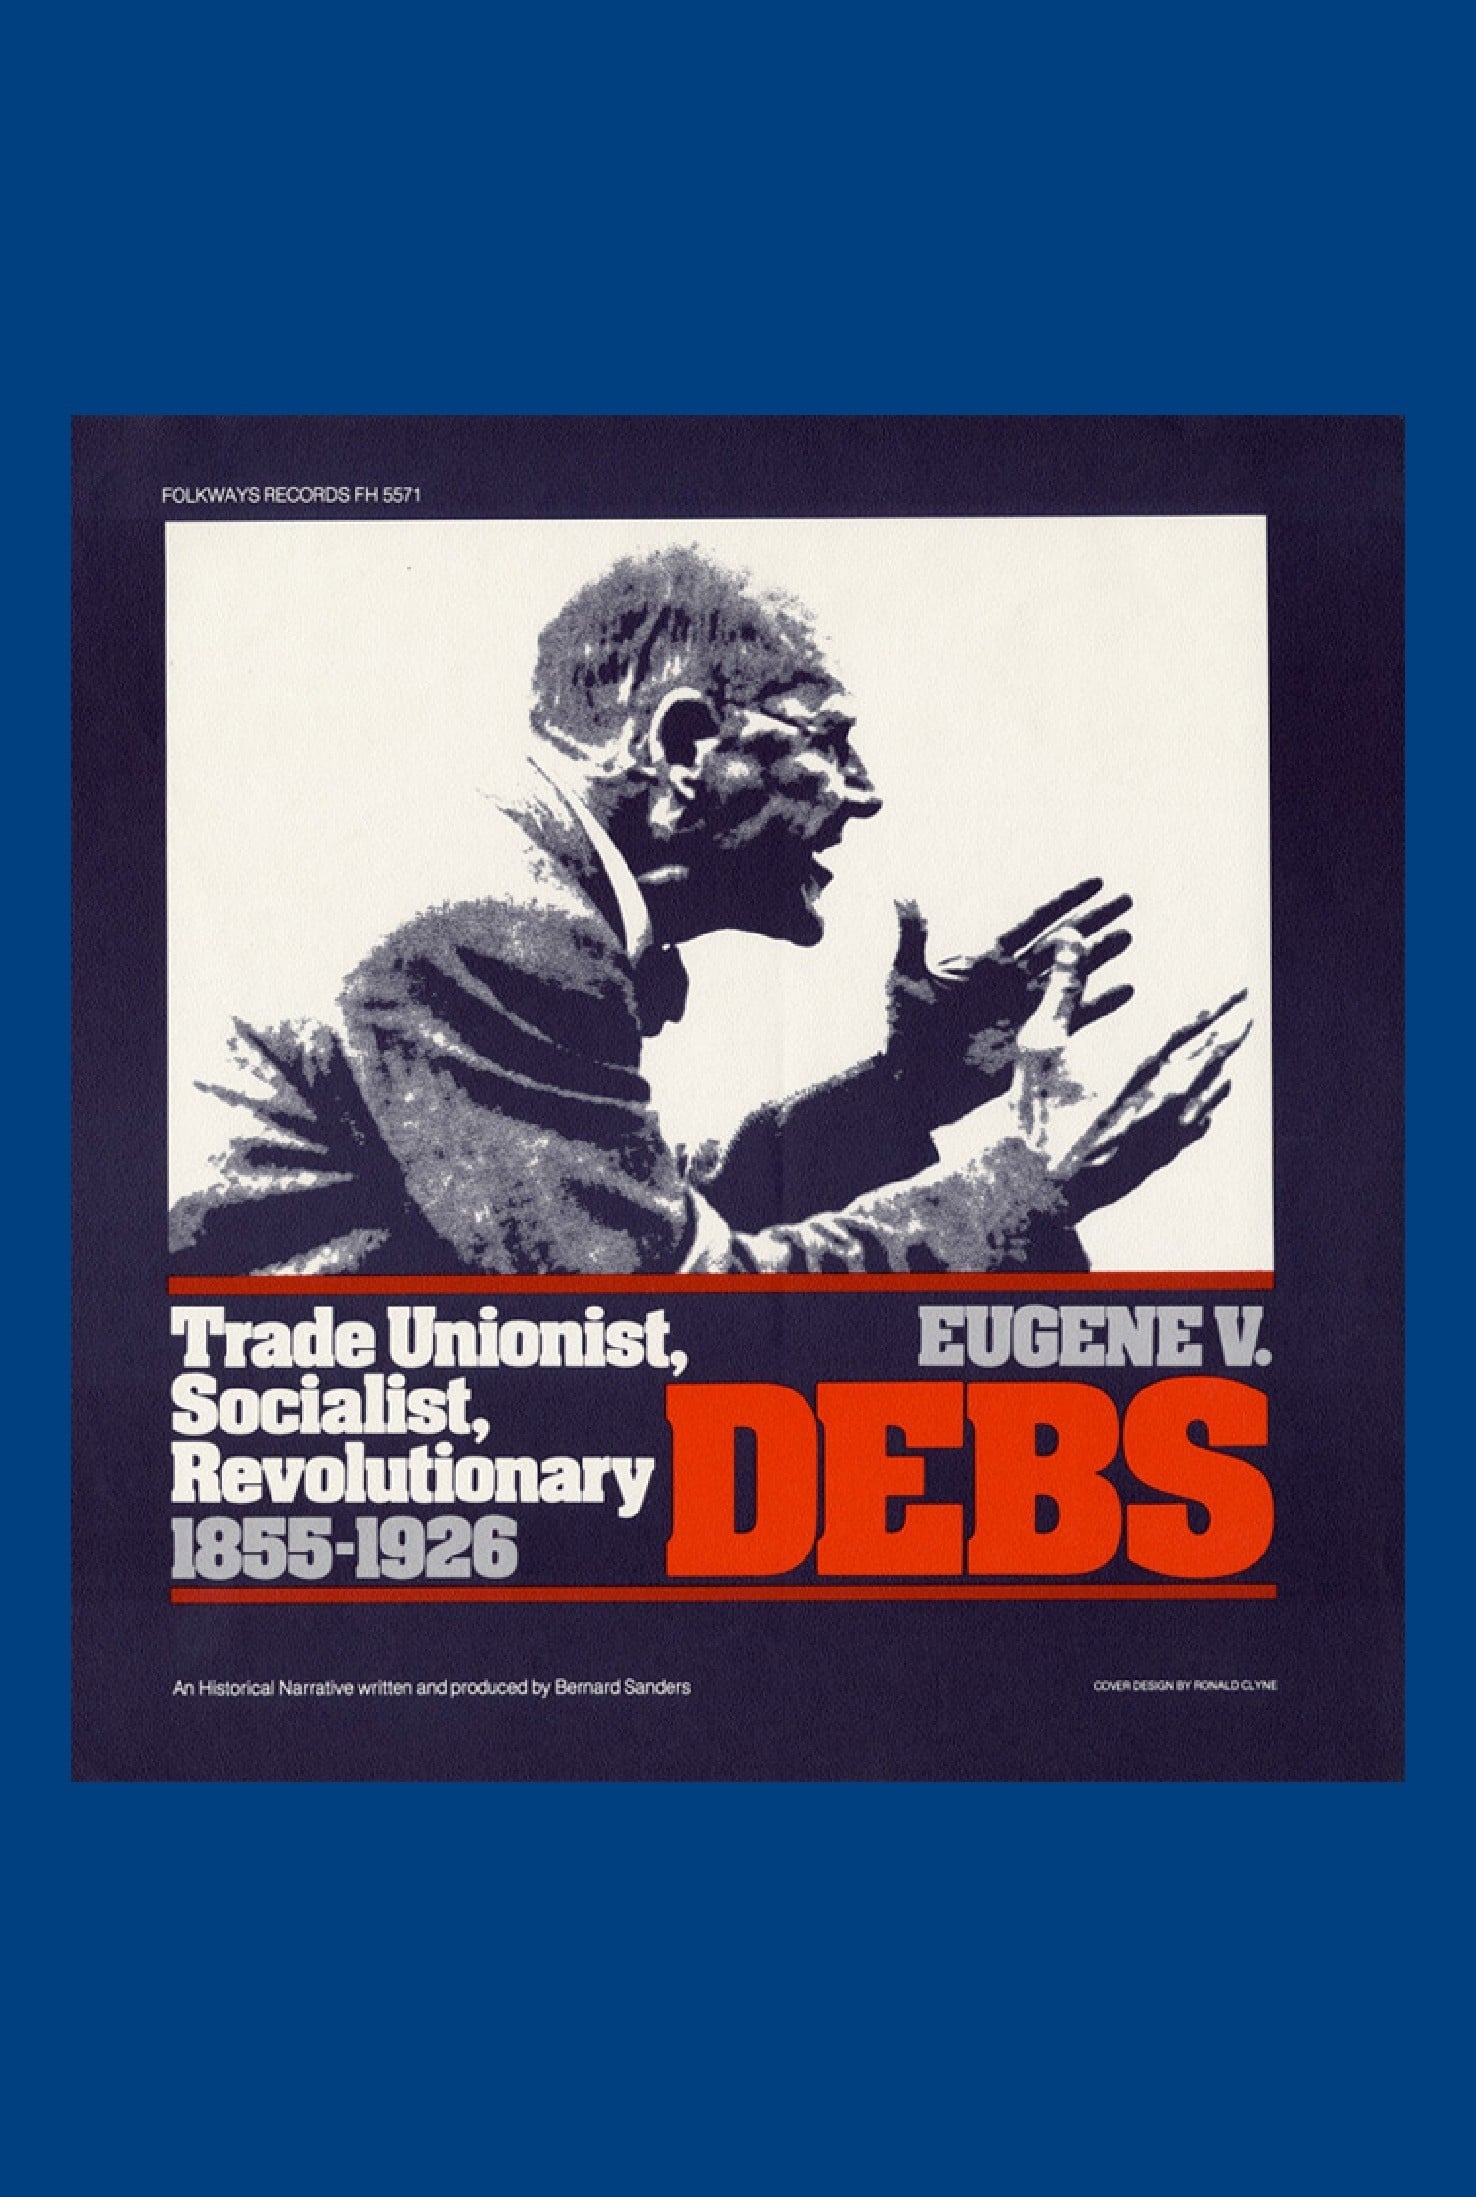 FOLKWAYS RECORDS FH 5571
Trade Unionist,
Socialist,
Revolutionary
1855-1926
EUGENE V.
DEBS
An Historical Narrative written and produced by Bernard Sanders
COVER DESIGN BY RONALD CLYNE